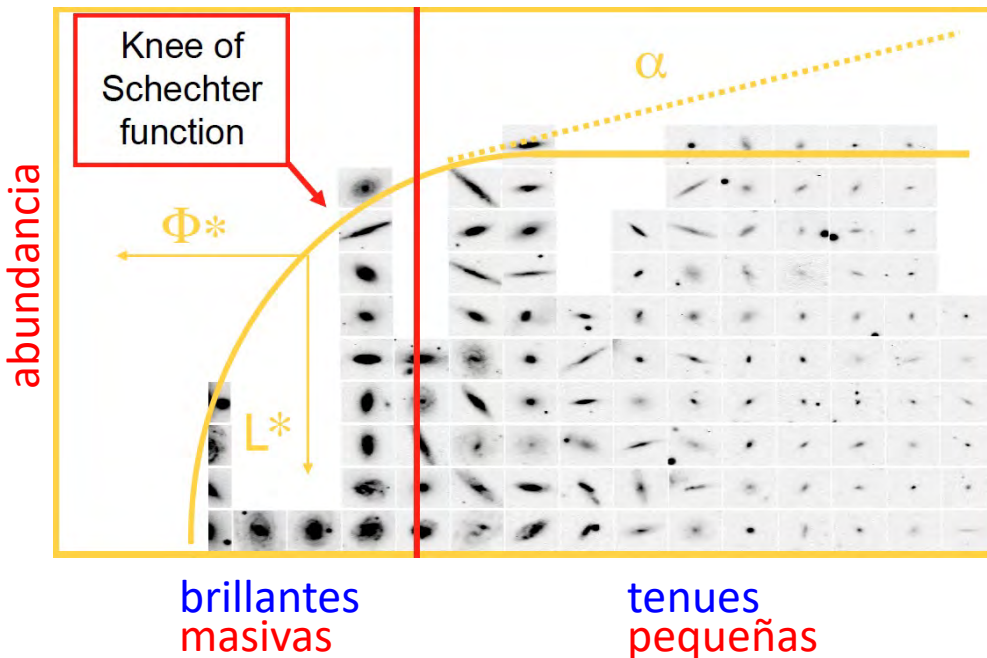 Knee of
Schechter
function
α
Φ*
L*
abundancia
brillantes
masivas
tenues
pequeñas